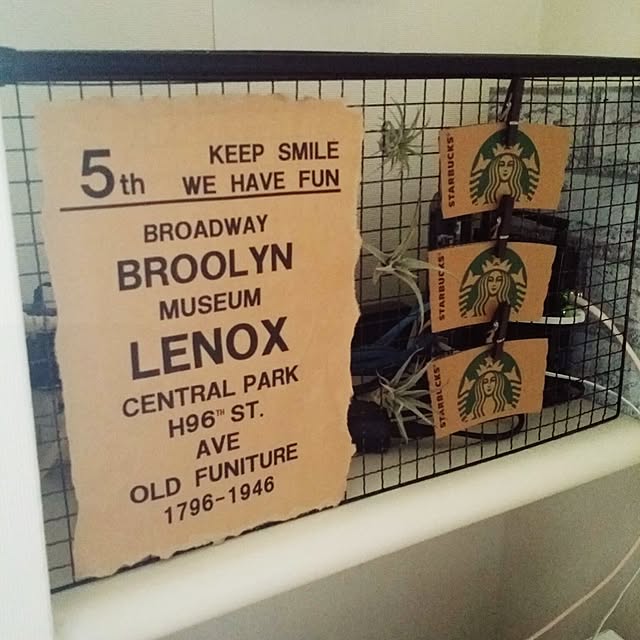 5th
KEEP SMILE
WE HAVE FUN
BROADWAY
BROOLYN
MUSEUM
LENOX
CENTRAL PARK
H96TH ST.
AVE
OLD FUNITURE
1796-1946
STARBUCKS
STARBUCKS
STARBUCKS